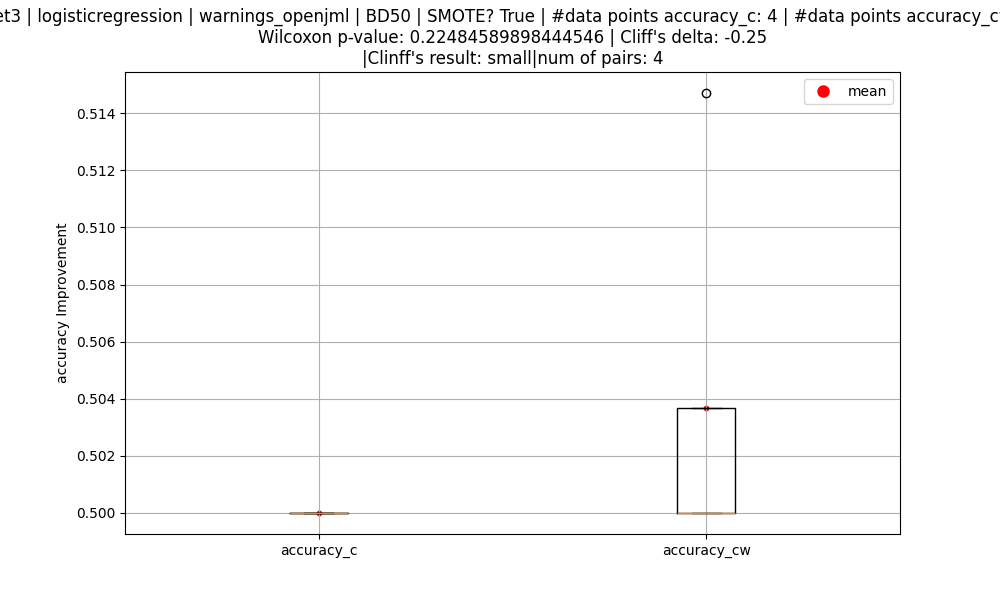 | logisticregression | warnings_openjml | BD50 | SMOTE? True | #data points accuracy_c: 4 | #data points
Wilcoxon p-value: 0.22484589898444546 | Cliff's delta: -0.25
|Clinff's result: small|num of pairs: 4
mean
0.514
0.512
0.510
0.508
0.506
0.504
0.502
0.500
accuracy Improvement
accuracy_c
accuracy_cw